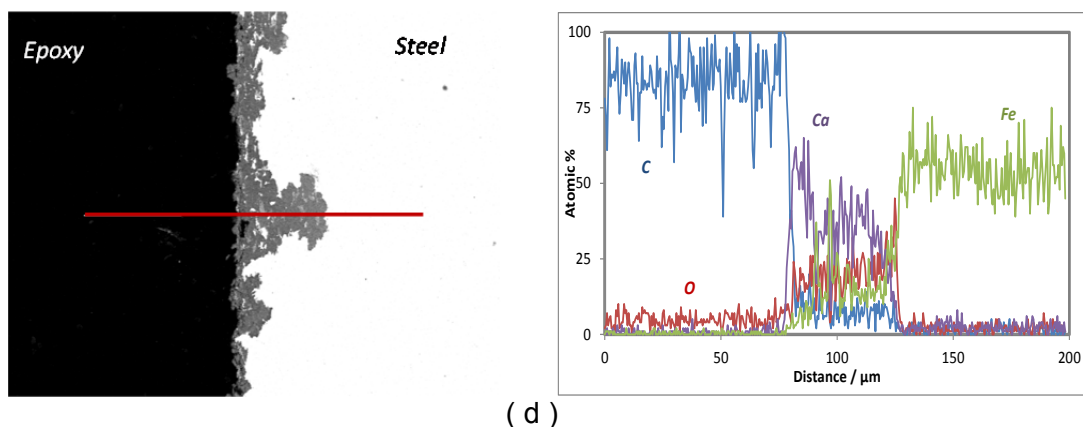 Epoxy
Steel
100
75
50
25
0
Atomic %
C
Ca
Fe
O
0 50 100 150 200
Distance / µm
( d )